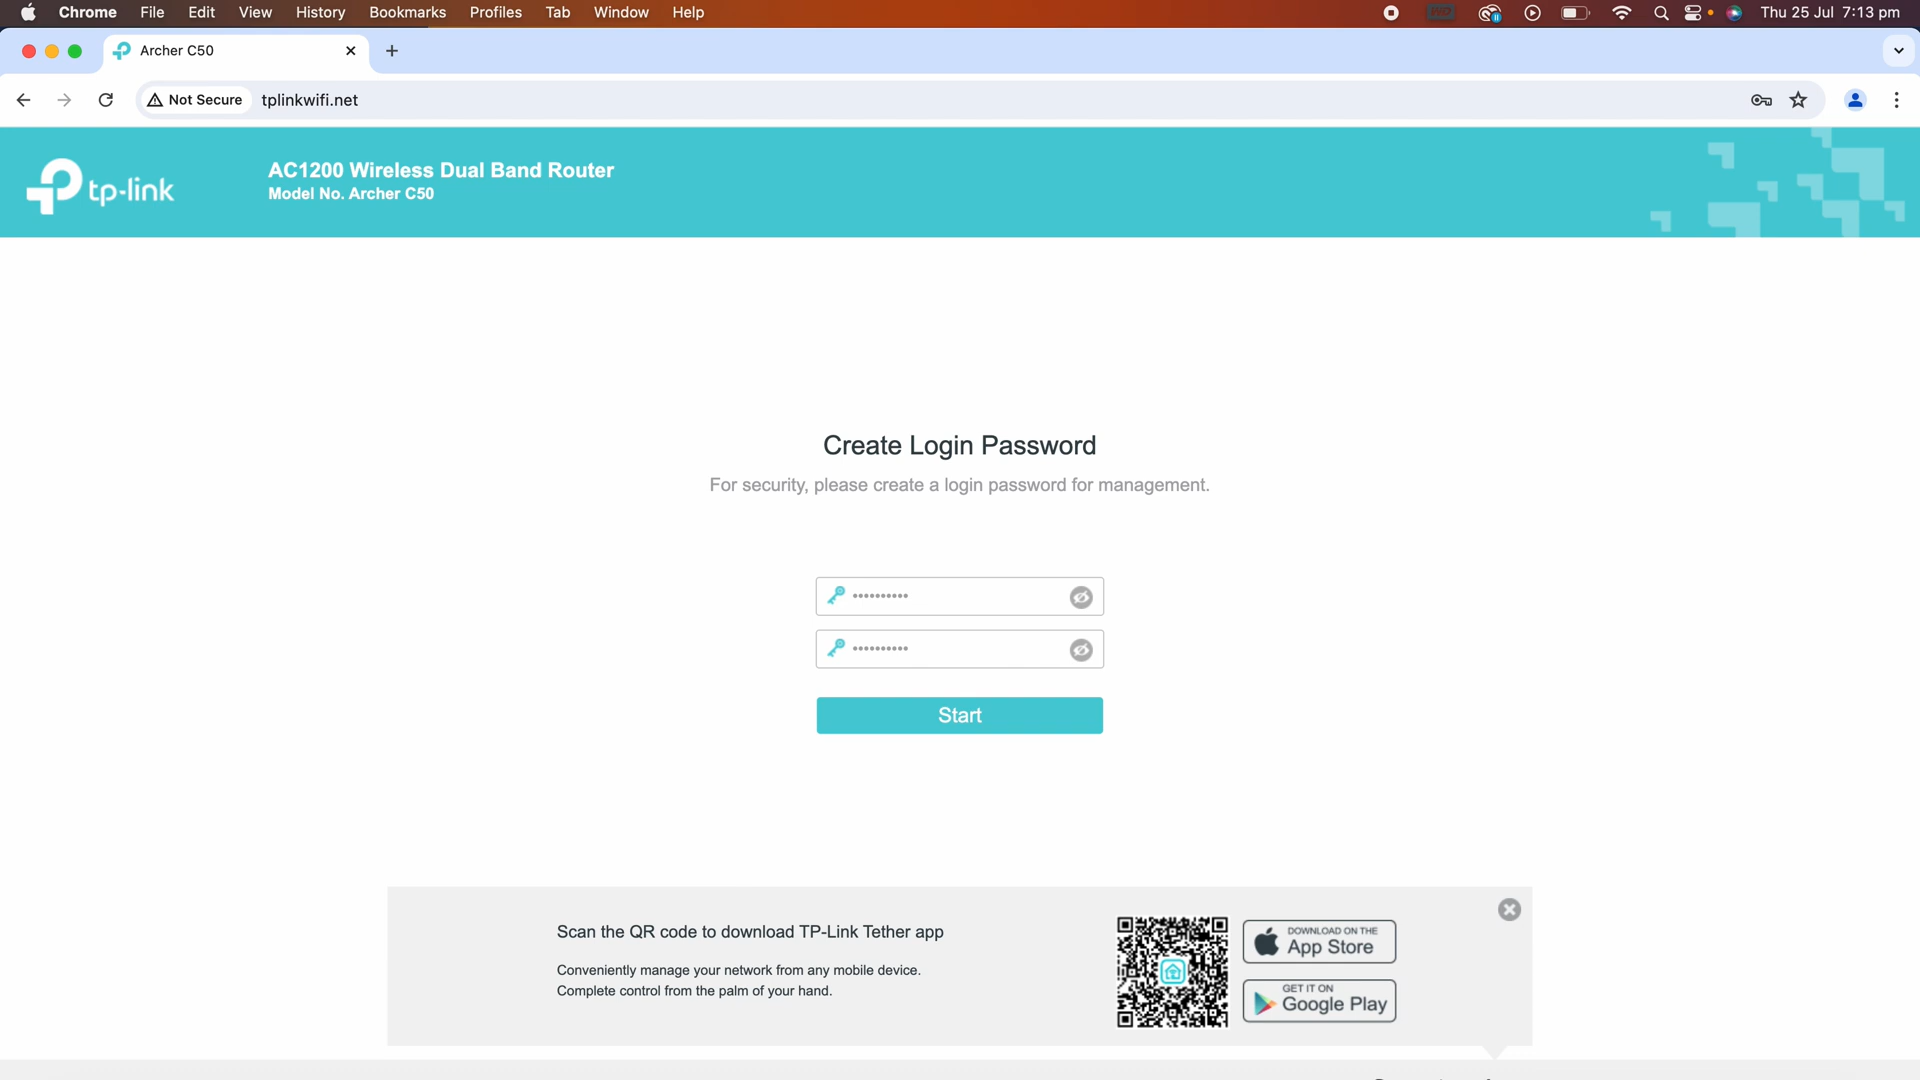 Chrome File Edit View History Bookmarks Profiles Tab Window Help Thu 25 Jul 7:13 pm
Archer C50
Not Secure tplinkwifi.net
tp-link
AC1200 Wireless Dual Band Router
Model No. Archer C50
Create Login Password
For security, please create a login password for management.
••••••••••
••••••••••
Start
Scan the QR code to download TP-Link Tether app
Conveniently manage your network from any mobile device.
Complete control from the palm of your hand.
DOWNLOAD ON THE
App Store
GET IT ON
Google Play